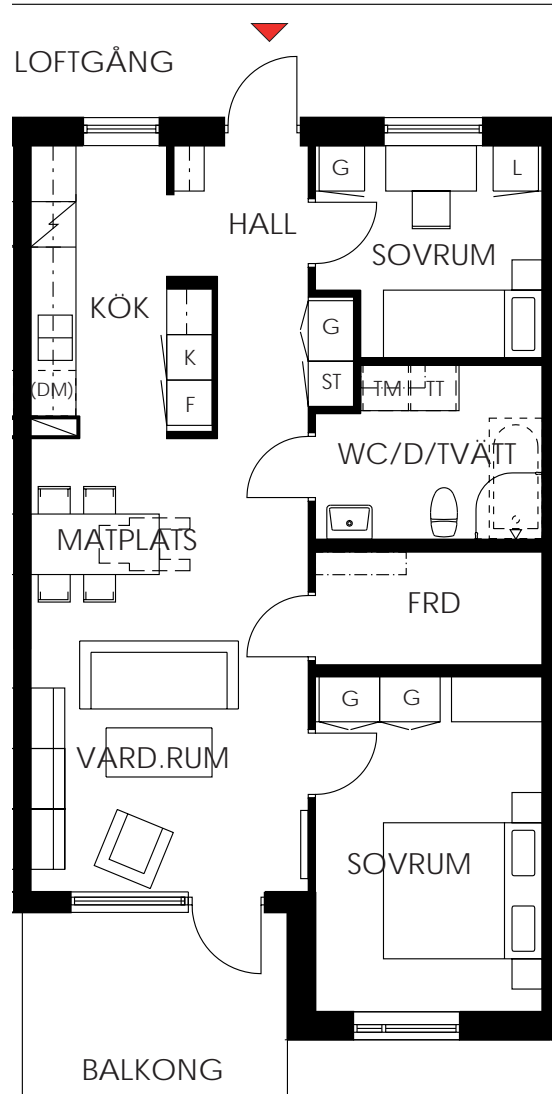 LOFTGÅNG
G
L
HALL
SOVRUM
KÖK
G
K
ST
TM
TT
(DM)
F
WC/D/TVÄTT
MATPLATS
FRD
G
G
VARD.RUM
SOVRUM
BALKONG